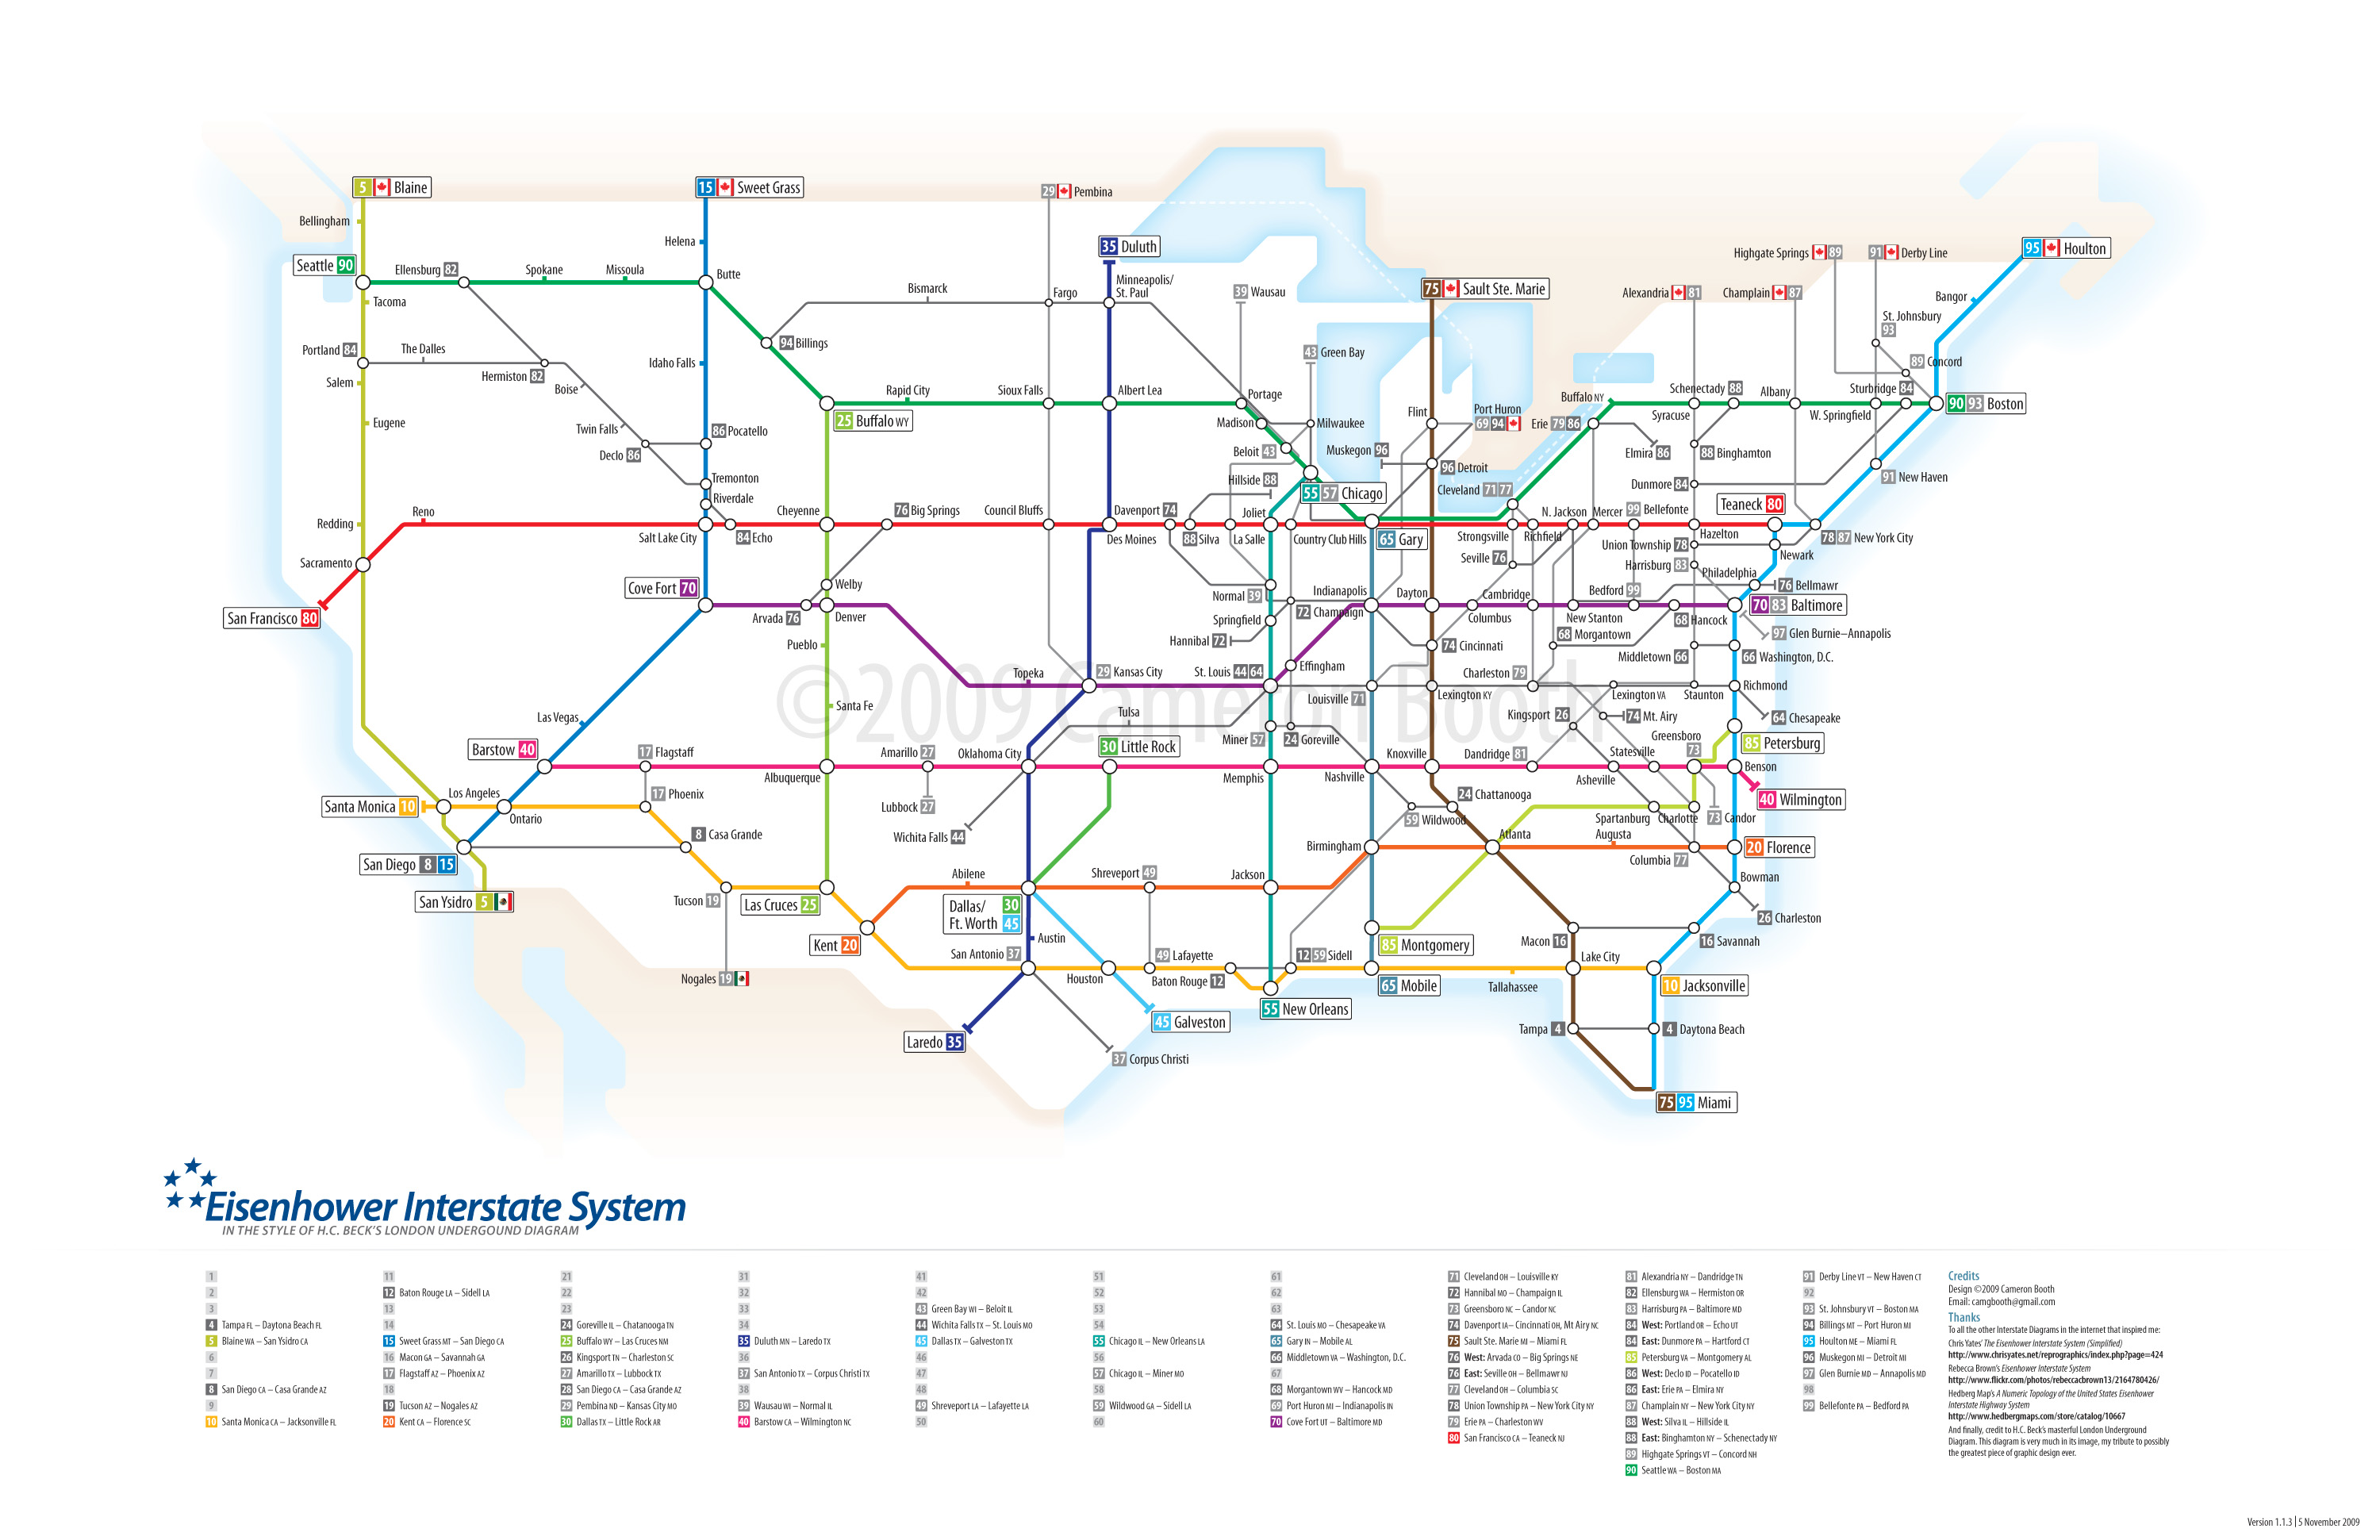 5 Blaine
15 Sweet Grass
29 Pembina
Bellingham
Helena
35 Duluth
Highgate Springs 89
91 Derby Line
95 Houlton
Seattle 90
Ellensburg 82
Spokane
Missoula
Butte
Minneapolis/
St. Paul
Bismarck
Fargo
39 Wausau
75 Sault Ste. Marie
Alexandria 81
Champlain 87
Bangor
Tacoma
St. Johnsbury
93
Portland 84
The Dalles
94 Billings
43 Green Bay
Idaho Falls
89
Concord
Hermiston 82
Salem
Boise
Rapid City
Sioux Falls
Albert Lea
Portage
Buffalo NY
Schenectady 88
Albany
Sturbridge 84
90 93 Boston
Eugene
Twin Falls
86 Pocatello
25 Buffalo WY
Madison
Milwaukee
Flint
Port Huron
69 94
Erie 79 86
Syracuse
W. Springfield
Declo 86
Beloit 43
Muskegon 96
96 Detroit
Elmira 86
88 Binghamton
Tremonton
Hillside 88
55 57 Chicago
Cleveland 71 77
Dunmore 84
91 New Haven
Riverdale
Redding
Reno
Cheyenne
76 Big Springs
Council Bluffs
Davenport 74
Joliet
N. Jackson
Mercer
99 Bellefonte
Teaneck 80
Salt Lake City
84 Echo
Des Moines
88 Silva
La Salle
Country Club Hills
65 Gary
Strongsville
Richfield
Hazelton
78 87 New York City
Sacramento
Union Township 78
Newark
Seville 76
Harrisburg 83
Philadelphia
Cove Fort 70
Welby
Normal 39
Indianapolis
Dayton
Cambridge
Bedford 99
76 Bellmawr
San Francisco 80
Arvada 76
Denver
Springfield
72 Champaign
Columbus
New Stanton
68 Hancock
70 83 Baltimore
Pueblo
Hannibal 72
74 Cincinnati
68 Morgantown
97 Glen Burnie–Annapolis
Topeka
29 Kansas City
St. Louis 44 64
Effingham
Charleston 79
Middletown 66
66 Washington, D.C.
©2009 Cameron Booth
Louisville 71
Lexington KY
Lexington VA
Staunton
Richmond
Las Vegas
Santa Fe
Tulsa
Kingsport 26
74 Mt. Airy
64 Chesapeake
Barstow 40
17 Flagstaff
Amarillo 27
Oklahoma City
30 Little Rock
Miner 57
24 Goreville
Greensboro
73
85 Petersburg
Albuquerque
Memphis
Nashville
Knoxville
Dandridge 81
Statesville
Asheville
Benson
Los Angeles
17 Phoenix
Santa Monica 10
Ontario
Lubbock 27
24 Chattanooga
40 Wilmington
8 Casa Grande
Wichita Falls 44
59 Wildwood
Spartanburg
Charlotte
73 Candor
San Diego 8 15
Birmingham
Atlanta
Augusta
20 Florence
Columbia 77
San Ysidro 5
Tucson 19
Las Cruces 25
Abilene
Shreveport 49
Jackson
Bowman
Dallas/
Ft. Worth
30
45
26 Charleston
Kent 20
Austin
85 Montgomery
Macon 16
16 Savannah
Nogales 19
San Antonio 37
Houston
49 Lafayette
Baton Rouge 12
12 59 Sidell
Lake City
55 New Orleans
65 Mobile
Tallahassee
10 Jacksonville
Laredo 35
45 Galveston
Tampa 4
4 Daytona Beach
37 Corpus Christi
75 95 Miami
Eisenhower Interstate System
IN THE STYLE OF H.C. BECK'S LONDON UNDERGOUND DIAGRAM
1
2
3
4 Tampa FL – Daytona Beach FL
5 Blaine WA – San Ysidro CA
6
7
8 San Diego CA – Casa Grande AZ
9
10 Santa Monica CA – Jacksonville FL
11
12 Baton Rouge LA – Sidell LA
13
14
15 Sweet Grass MT – San Diego CA
16 Macon GA – Savannah GA
17 Flagstaff AZ – Phoenix AZ
18
19 Tucson AZ – Nogales AZ
20 Kent CA – Florence SC
21
22
23
24 Goreville IL – Chatanooga TN
25 Buffalo WY – Las Cruces NM
26 Kingsport TN – Charleston SC
27 Amarillo TX – Lubbock TX
28 San Diego CA – Casa Grande AZ
29 Pembina ND – Kansas City MO
30 Dallas TX – Little Rock AR
31
32
33
34
35 Duluth MN – Laredo TX
36
37 San Antonio TX – Corpus Christi TX
38
39 Wausau WI – Normal IL
40 Barstow CA – Wilmington NC
41
42
43 Green Bay WI – Beloit IL
44 Wichita Falls TX – St. Louis MO
45 Dallas TX – Galveston TX
46
47
48
49 Shreveport LA – Lafayette LA
50
51
52
53
54
55 Chicago IL – New Orleans LA
56
57 Chicago IL – Miner MO
58
59 Wildwood GA – Sidell LA
60
61
62
63
64 St. Louis MO – Chesapeake VA
65 Gary IN – Mobile AL
66 Middletown VA – Washington, D.C.
67
68 Morgantown WV – Hancock MD
69 Port Huron MI – Indianapolis IN
70 Cove Fort UT – Baltimore MD
71 Cleveland OH – Louisville KY
72 Hannibal MO – Champaign IL
73 Greensboro NC – Candor NC
74 Davenport IA – Cincinnati OH, Mt Airy NC
75 Sault Ste. Marie MI – Miami FL
76 West: Arvada CO – Big Springs NE
76 East: Seville OH – Bellmawr NJ
77 Cleveland OH – Columbia SC
78 Union Township PA – New York City NY
79 Erie PA – Charleston WV
80 San Francisco CA – Teaneck NJ
81 Alexandria NY – Dandridge TN
82 Ellensburg WA – Hermiston OR
83 Harrisburg PA – Baltimore MD
84 West: Portland OR – Echo UT
84 East: Dunmore PA – Hartford CT
85 Petersburg VA – Montgomery AL
86 West: Declo ID – Pocatello ID
86 East: Erie PA – Elmira NY
87 Champlain NY – New York City NY
88 West: Silva IL – Hillside IL
88 East: Binghamton NY – Schenectady NY
89 Highgate Springs VT – Concord NH
90 Seattle WA – Boston MA
91 Derby Line VT – New Haven CT
92
93 St. Johnsbury VT – Boston MA
94 Billings MT – Port Huron MI
95 Houlton ME – Miami FL
96 Muskegon MI – Detroit MI
97 Glen Burnie MD – Annapolis MD
98
99 Bellefonte PA – Bedford PA
Credits
Design ©2009 Cameron Booth
Email: camgbooth@gmail.com
Thanks
To all the other Interstate Diagrams in the internet that inspired me:
Chris Yates' The Eisenhower Interstate System (Simplified)
http://www.chrisyates.net/reprographics/index.php?page=424
Rebecca Brown's Eisenhower Interstate System
http://www.flickr.com/photos/rebeccacbrown13/2164780426/
Hedberg Map's A Numeric Topology of the United States Eisenhower
Interstate Highway System
http://www.hedbergmaps.com/store/catalog/10667
And finally, credit to H.C. Beck's masterful London Underground
Diagram. This diagram is very much in its image, my tribute to possibly
the greatest piece of graphic design ever.
Version 1.1.3 | 5 November 2009